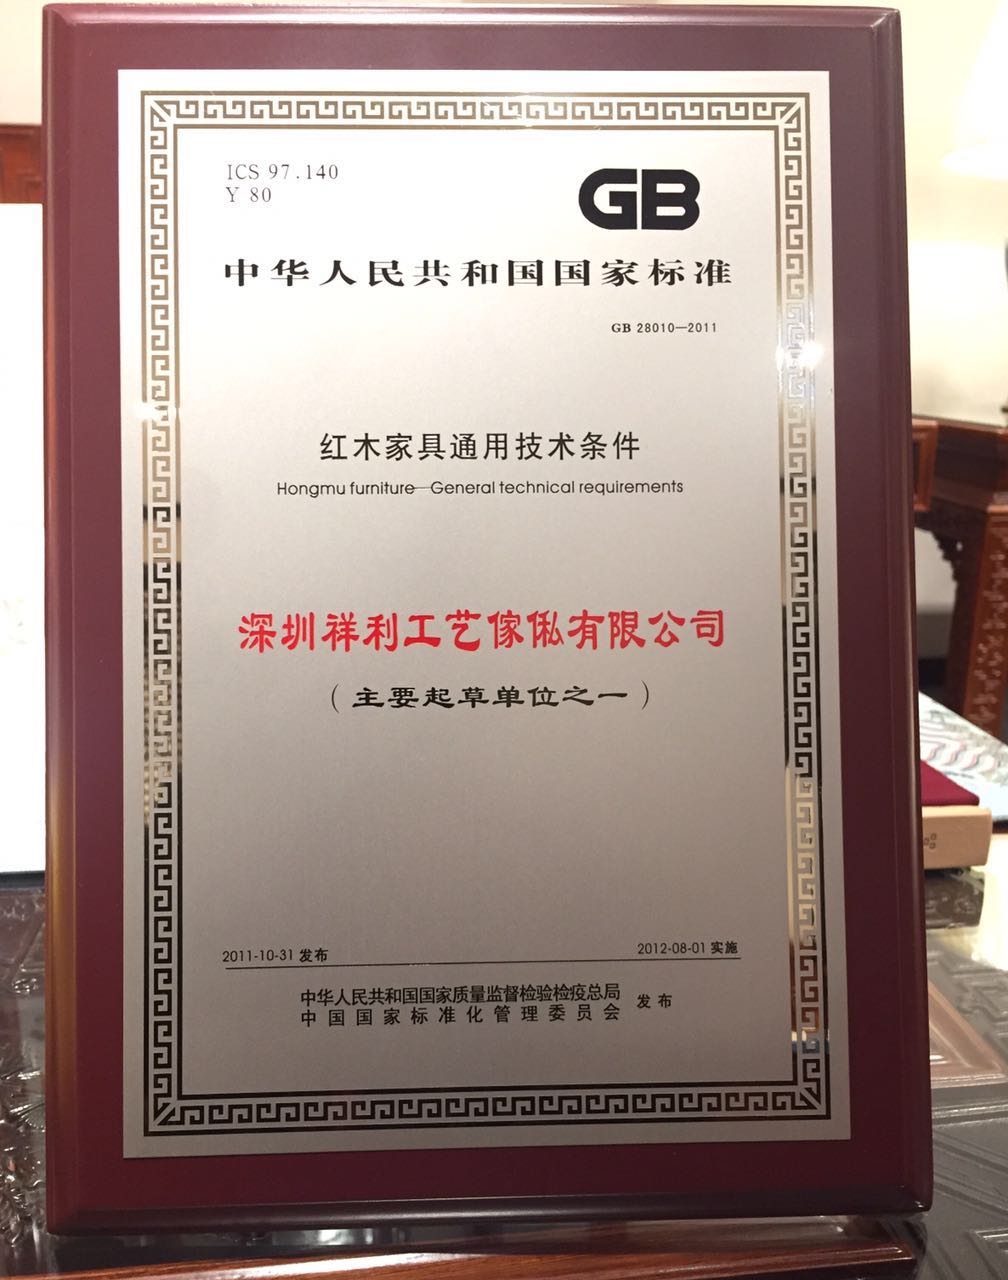 ICS 97.140
Y 80
GB
中华人民共和国国家标准
GB 28010—2011
红木家具通用技术条件
Hongmu furniture—General technical requirements
深圳祥利工艺傢俬有限公司
（主要起草单位之一）
2011-10-31 发布
2012-08-01 实施
中华人民共和国国家质量监督检验检疫总局
中国国家标准化管理委员会
发布